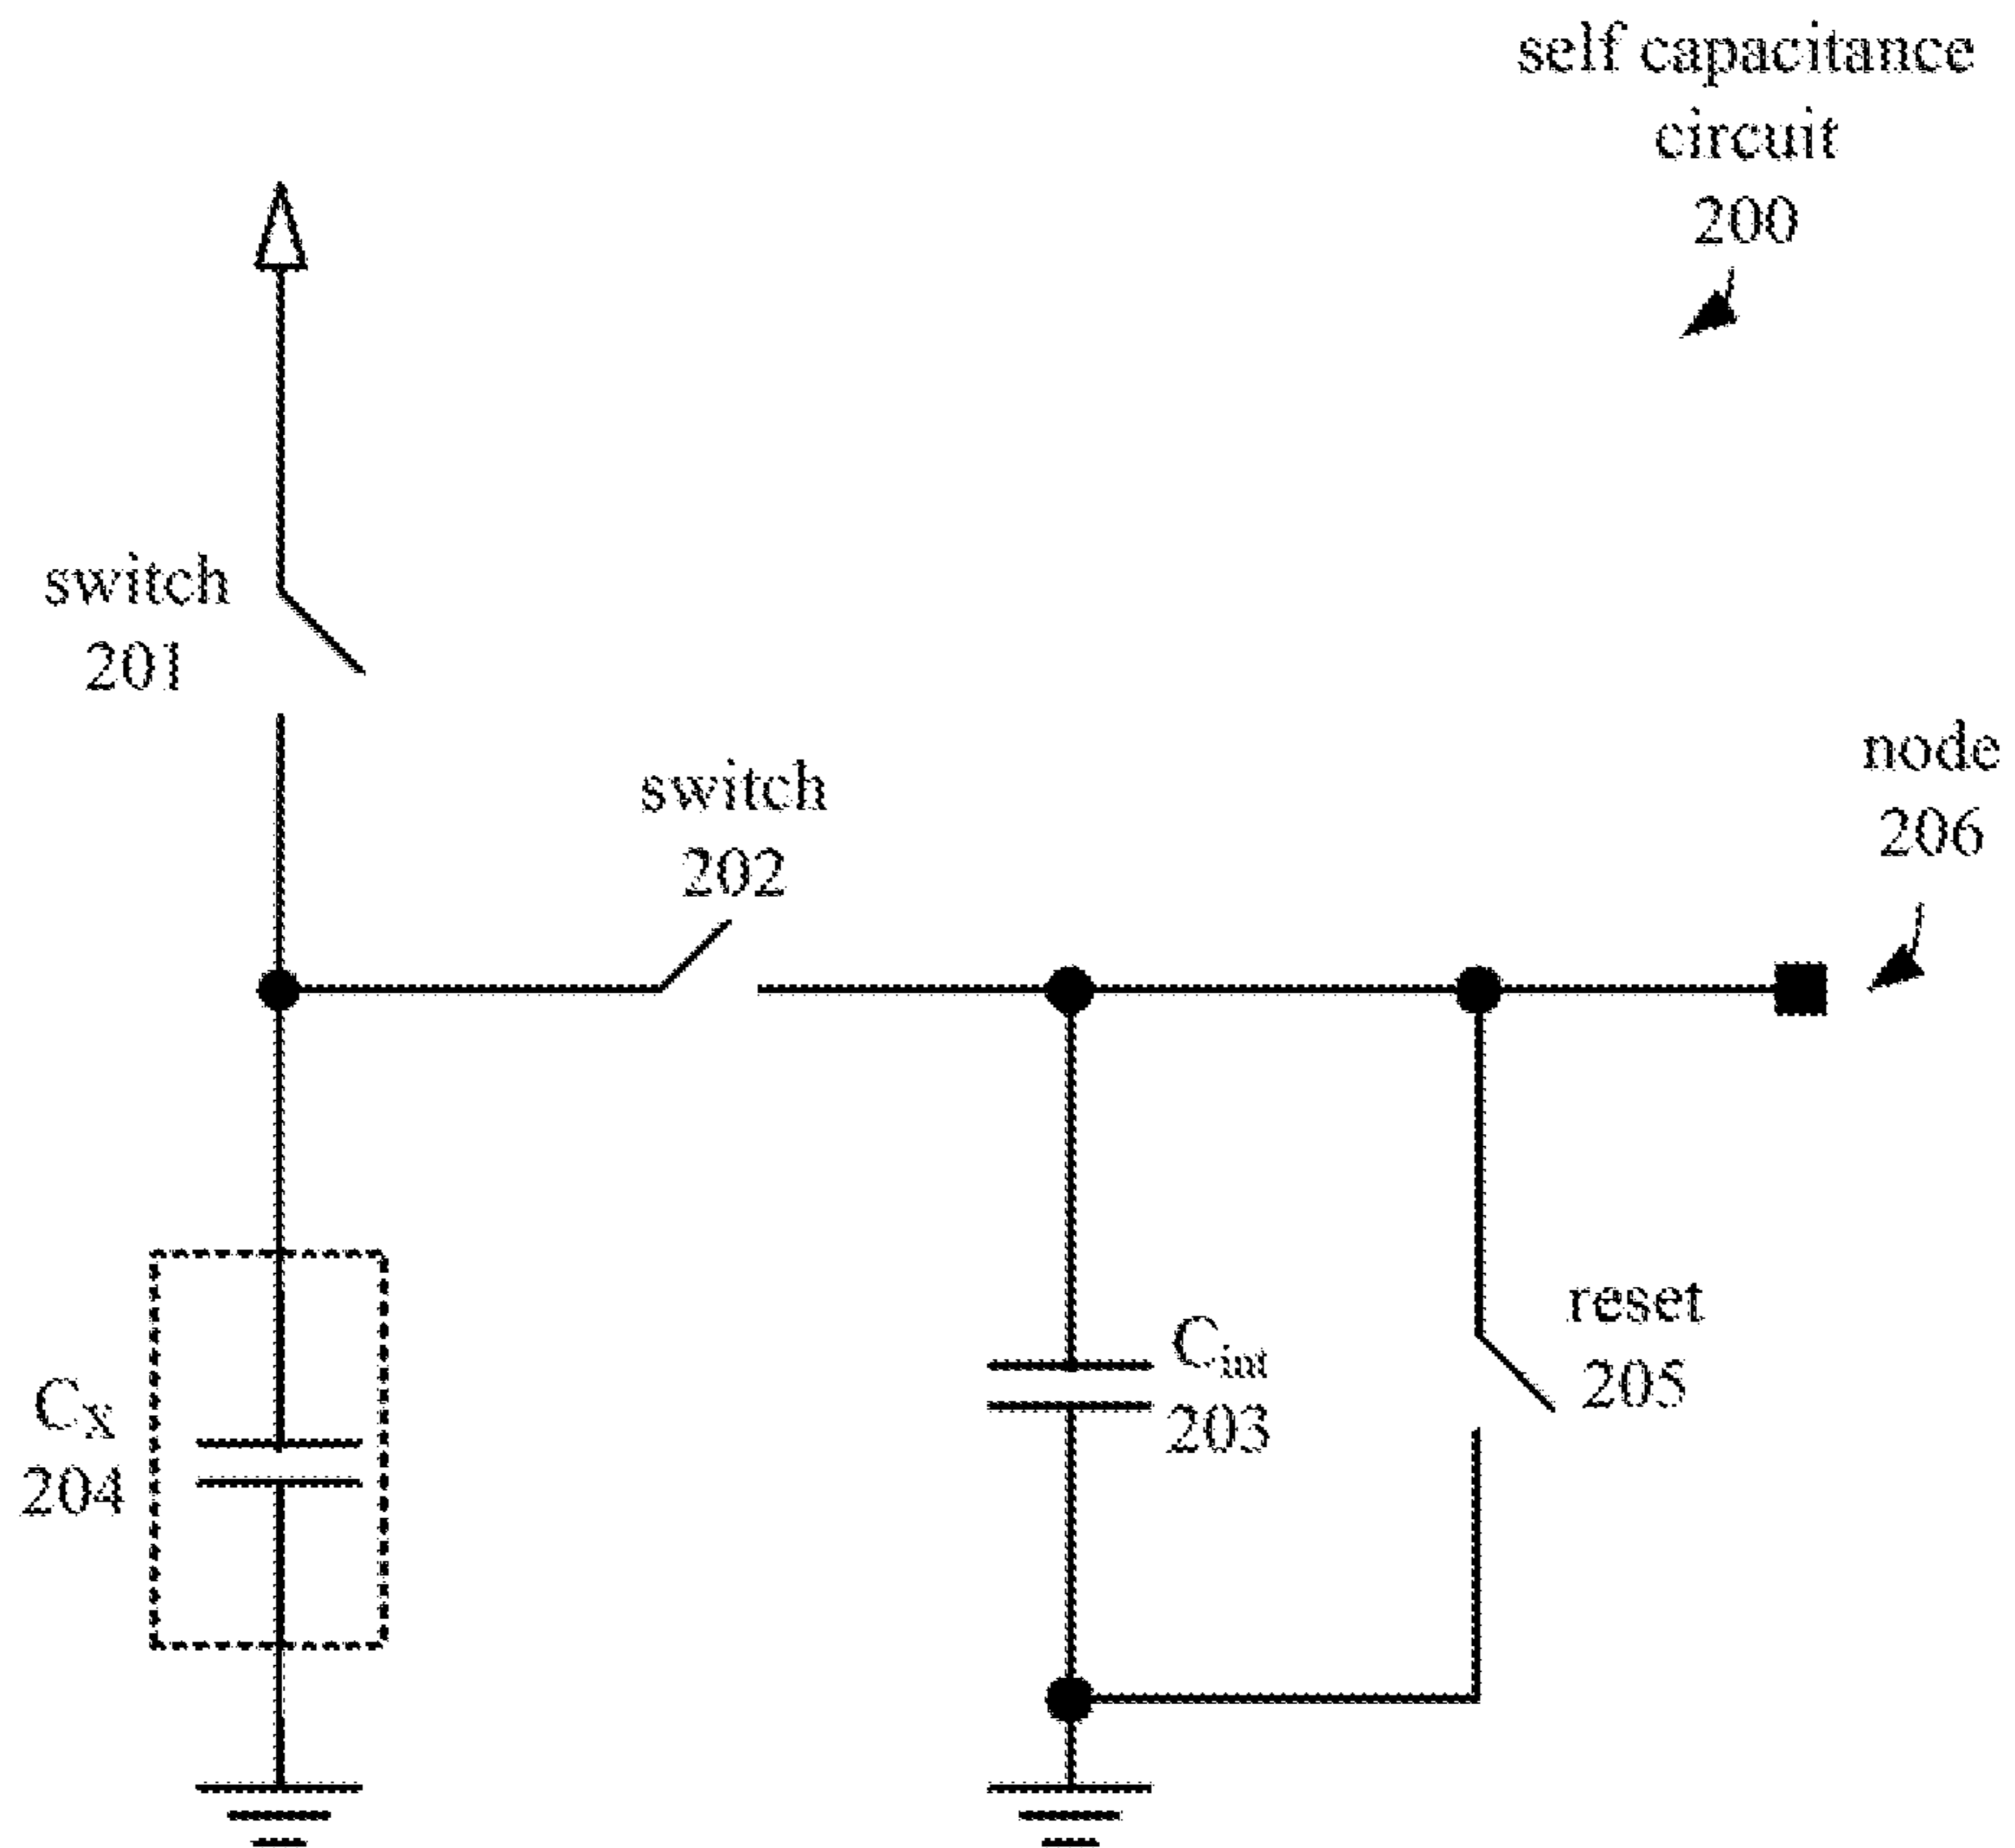 self capacitance
circuit
200
switch
201
switch
202
node
206
reset
205
Cint
203
CX
204